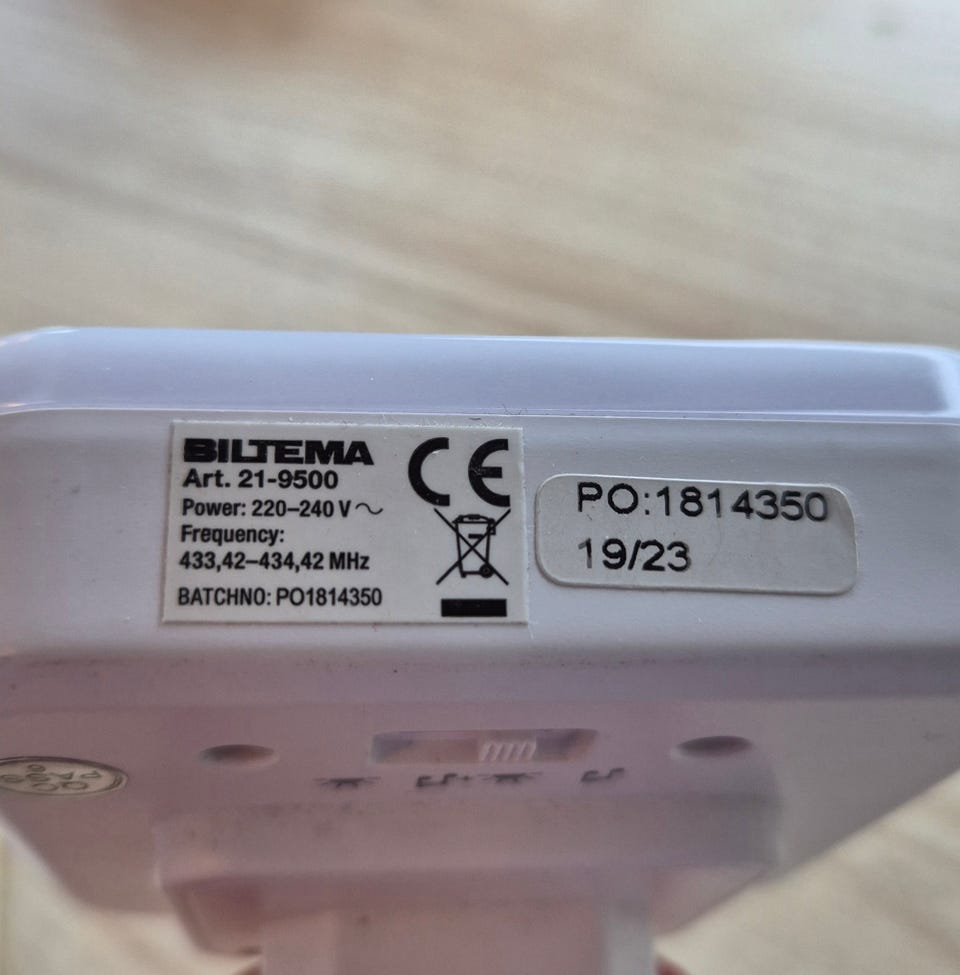 BILTEMA
Art. 21-9500
Power: 220–240 V ~
Frequency:
433,42–434,42 MHz
BATCHNO: PO1814350
CE
PO:1814350
19/23